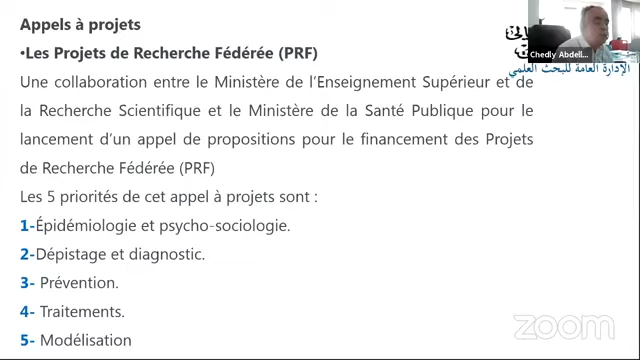 Appels à projets
•Les Projets de Recherche Fédérée (PRF)
Une collaboration entre le Ministère de l’Enseignement Supérieur et de
la Recherche Scientifique et le Ministère de la Santé Publique pour le
lancement d’un appel de propositions pour le financement des Projets
de Recherche Fédérée (PRF)
Les 5 priorités de cet appel à projets sont :
1-Épidémiologie et psycho-sociologie.
2-Dépistage et diagnostic.
3- Prévention.
4- Traitements.
5- Modélisation
Chedly Abdell...
الإدارة العامة للبحث العلمي
zoom